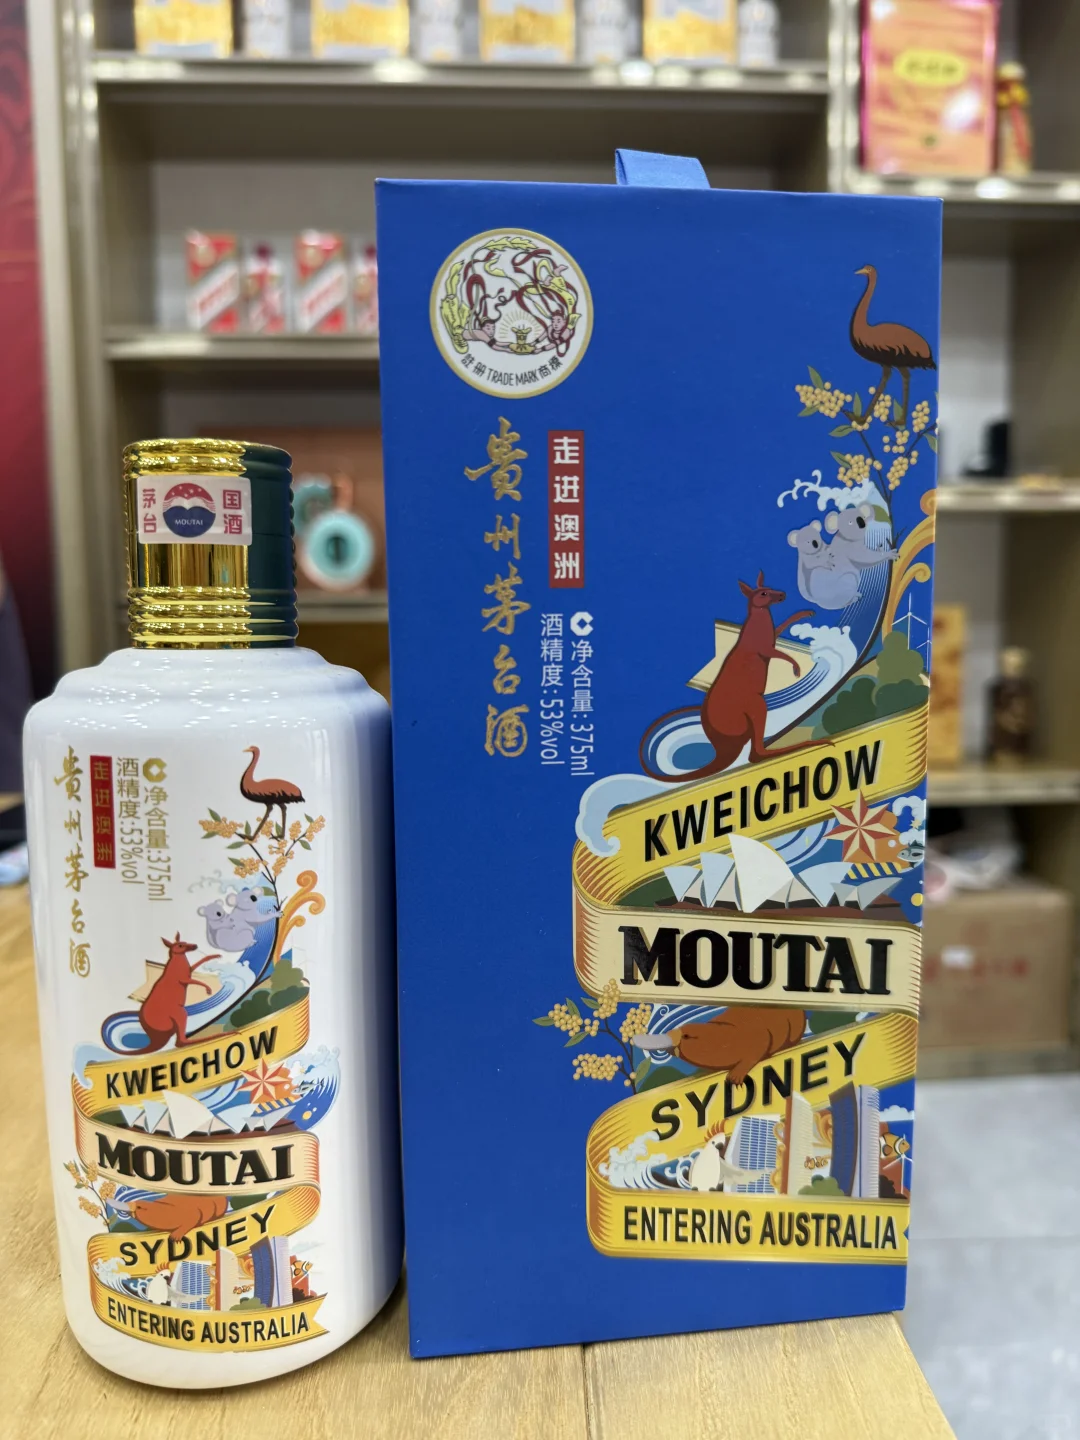 茅台
MOUTAI
国酒
贵州茅台酒
走进澳洲
酒精度:53%vol
净含量:375ml
KWEICHOW
MOUTAI
SYDNEY
ENTERING AUSTRALIA
註册 TRADE MARK 商標
贵州茅台酒
走进澳洲
酒精度:53%vol
净含量:375ml
KWEICHOW
MOUTAI
SYDNEY
ENTERING AUSTRALIA